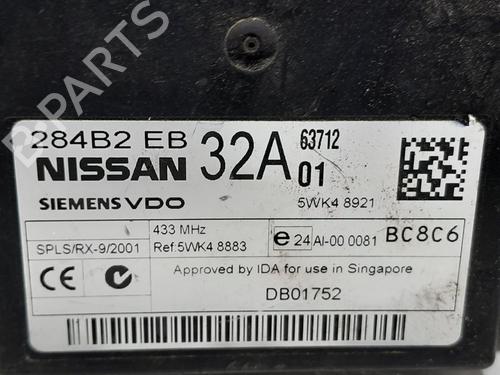 B-PARTS
284B2 EB 32A 63712
NISSAN 01
SIEMENS VDO 5WK4 8921
433 MHz
SPLS/RX-9/2001 Ref:5WK4 8883 e24 AI-00 0081 BC8C6
CE Approved by IDA for use in Singapore
DB01752